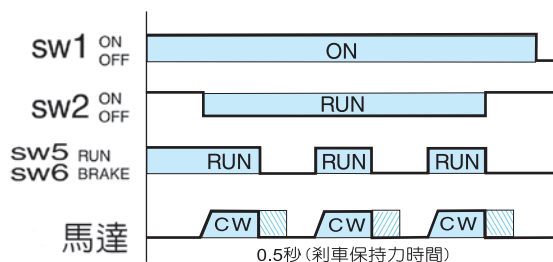 sw1 ON
OFF
ON
sw2 ON
OFF
RUN
sw5 RUN
sw6 BRAKE
RUN RUN RUN
馬達 CW CW CW
0.5秒(剎車保持力時間)